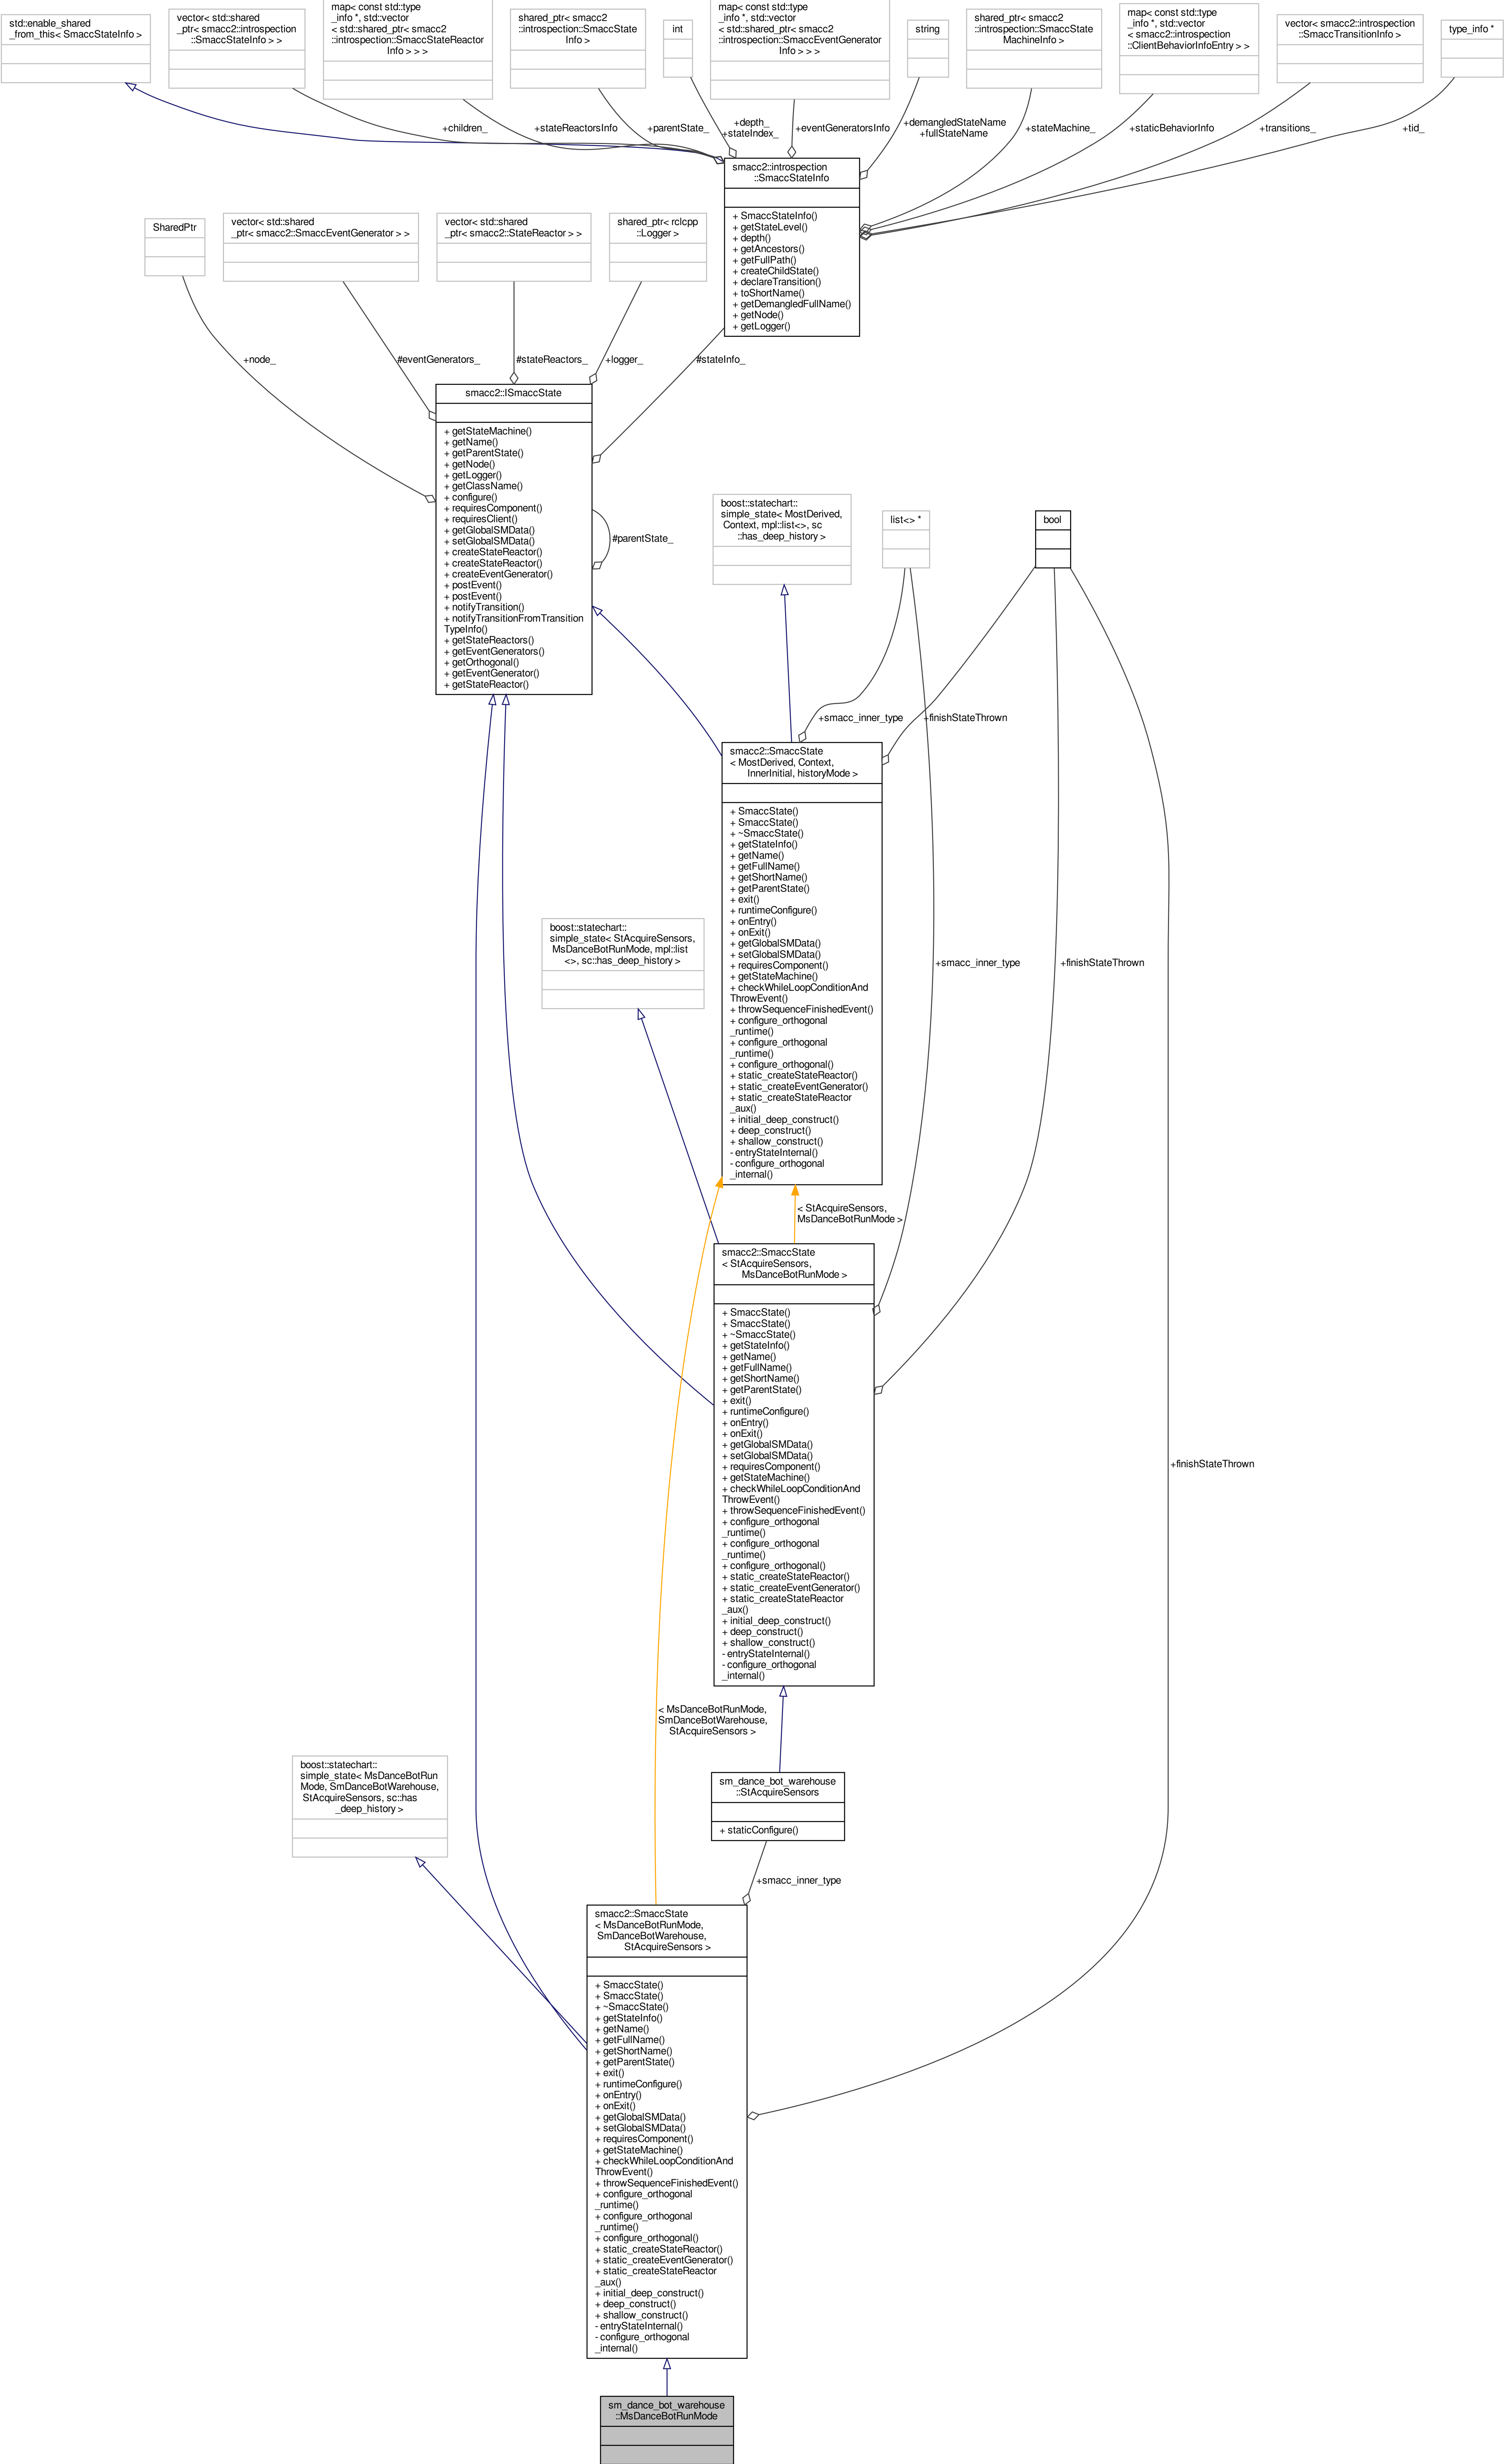 std::enable_shared
_from_this< SmaccStateInfo >
vector< std::shared
_ptr< smacc2::introspection
::SmaccStateInfo > >
map< const std::type
_info *, std::vector
< std::shared_ptr< smacc2
::introspection::SmaccStateReactor
Info > > >
shared_ptr< smacc2
::introspection::SmaccState
Info >
int
map< const std::type
_info *, std::vector
< std::shared_ptr< smacc2
::introspection::SmaccEventGenerator
Info > > >
string
shared_ptr< smacc2
::introspection::SmaccState
MachineInfo >
map< const std::type
_info *, std::vector
< smacc2::introspection
::ClientBehaviorInfoEntry > >
vector< smacc2::introspection
::SmaccTransitionInfo >
type_info *
+children_
+stateReactorsInfo
+parentState_
+depth_
+stateIndex_
+eventGeneratorsInfo
+demangledStateName
+fullStateName
+stateMachine_
+staticBehaviorInfo
+transitions_
+tid_
smacc2::introspection
::SmaccStateInfo
+ SmaccStateInfo()
+ getStateLevel()
+ depth()
+ getAncestors()
+ getFullPath()
+ createChildState()
+ declareTransition()
+ toShortName()
+ getDemangledFullName()
+ getNode()
+ getLogger()
SharedPtr
vector< std::shared
_ptr< smacc2::SmaccEventGenerator > >
vector< std::shared
_ptr< smacc2::StateReactor > >
shared_ptr< rclcpp
::Logger >
+node_
#eventGenerators_
#stateReactors_
+logger_
#stateInfo_
smacc2::ISmaccState
+ getStateMachine()
+ getName()
+ getParentState()
+ getNode()
+ getLogger()
+ getClassName()
+ configure()
+ requiresComponent()
+ requiresClient()
+ getGlobalSMData()
+ setGlobalSMData()
+ createStateReactor()
+ createStateReactor()
+ createEventGenerator()
+ postEvent()
+ postEvent()
+ notifyTransition()
+ notifyTransitionFromTransition
TypeInfo()
+ getStateReactors()
+ getEventGenerators()
+ getOrthogonal()
+ getEventGenerator()
+ getStateReactor()
#parentState_
boost::statechart::
simple_state< MostDerived,
Context, mpl::list<>, sc
::has_deep_history >
list<> *
bool
+smacc_inner_type
+finishStateThrown
smacc2::SmaccState
< MostDerived, Context,
InnerInitial, historyMode >
+ SmaccState()
+ SmaccState()
+ ~SmaccState()
+ getStateInfo()
+ getName()
+ getFullName()
+ getShortName()
+ getParentState()
+ exit()
+ runtimeConfigure()
+ onEntry()
+ onExit()
+ getGlobalSMData()
+ setGlobalSMData()
+ requiresComponent()
+ getStateMachine()
+ checkWhileLoopConditionAnd
ThrowEvent()
+ throwSequenceFinishedEvent()
+ configure_orthogonal
_runtime()
+ configure_orthogonal
_runtime()
+ configure_orthogonal()
+ static_createStateReactor()
+ static_createEventGenerator()
+ static_createStateReactor
_aux()
+ initial_deep_construct()
+ deep_construct()
+ shallow_construct()
- entryStateInternal()
- configure_orthogonal
_internal()
boost::statechart::
simple_state< StAcquireSensors,
MsDanceBotRunMode, mpl::list
<>, sc::has_deep_history >
+smacc_inner_type
+finishStateThrown
< StAcquireSensors,
MsDanceBotRunMode >
smacc2::SmaccState
< StAcquireSensors,
MsDanceBotRunMode >
+ SmaccState()
+ SmaccState()
+ ~SmaccState()
+ getStateInfo()
+ getName()
+ getFullName()
+ getShortName()
+ getParentState()
+ exit()
+ runtimeConfigure()
+ onEntry()
+ onExit()
+ getGlobalSMData()
+ setGlobalSMData()
+ requiresComponent()
+ getStateMachine()
+ checkWhileLoopConditionAnd
ThrowEvent()
+ throwSequenceFinishedEvent()
+ configure_orthogonal
_runtime()
+ configure_orthogonal
_runtime()
+ configure_orthogonal()
+ static_createStateReactor()
+ static_createEventGenerator()
+ static_createStateReactor
_aux()
+ initial_deep_construct()
+ deep_construct()
+ shallow_construct()
- entryStateInternal()
- configure_orthogonal
_internal()
+finishStateThrown
< MsDanceBotRunMode,
SmDanceBotWarehouse,
StAcquireSensors >
boost::statechart::
simple_state< MsDanceBotRun
Mode, SmDanceBotWarehouse,
StAcquireSensors, sc::has
_deep_history >
sm_dance_bot_warehouse
::StAcquireSensors
+ staticConfigure()
+smacc_inner_type
smacc2::SmaccState
< MsDanceBotRunMode,
SmDanceBotWarehouse,
StAcquireSensors >
+ SmaccState()
+ SmaccState()
+ ~SmaccState()
+ getStateInfo()
+ getName()
+ getFullName()
+ getShortName()
+ getParentState()
+ exit()
+ runtimeConfigure()
+ onEntry()
+ onExit()
+ getGlobalSMData()
+ setGlobalSMData()
+ requiresComponent()
+ getStateMachine()
+ checkWhileLoopConditionAnd
ThrowEvent()
+ throwSequenceFinishedEvent()
+ configure_orthogonal
_runtime()
+ configure_orthogonal
_runtime()
+ configure_orthogonal()
+ static_createStateReactor()
+ static_createEventGenerator()
+ static_createStateReactor
_aux()
+ initial_deep_construct()
+ deep_construct()
+ shallow_construct()
- entryStateInternal()
- configure_orthogonal
_internal()
sm_dance_bot_warehouse
::MsDanceBotRunMode